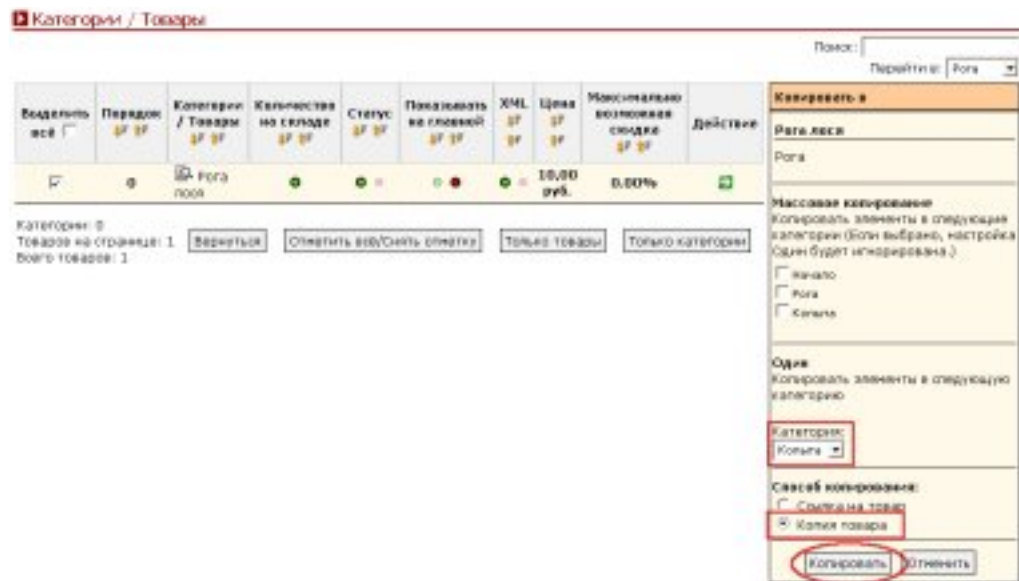 Категории / Товары
Поиск:
Перейти в: Рога
Выделить всё
Порядок
Категории / Товары
Количество на складе
Статус
Показывать на главной
XML
Цена
Максимально возможная скидка
Действие
0
Рога лося
10.00 руб.
0.00%
Категории: 0
Товаров на странице: 1
Всего товаров: 1
Вернуться
Отметить всё/Снять отметку
Только товары
Только категории
Копировать в
Рога лося
Рога
Массовое копирование
Копировать элементы в следующие
категории (Если выбрано, настройка
Один будет игнорирована.)
Начало
Рога
Копыта
Один
Копировать элементы в следующую
категорию
Категория:
Копыта
Способ копирования:
Ссылка на товар
Копия товара
Копировать
Отменить